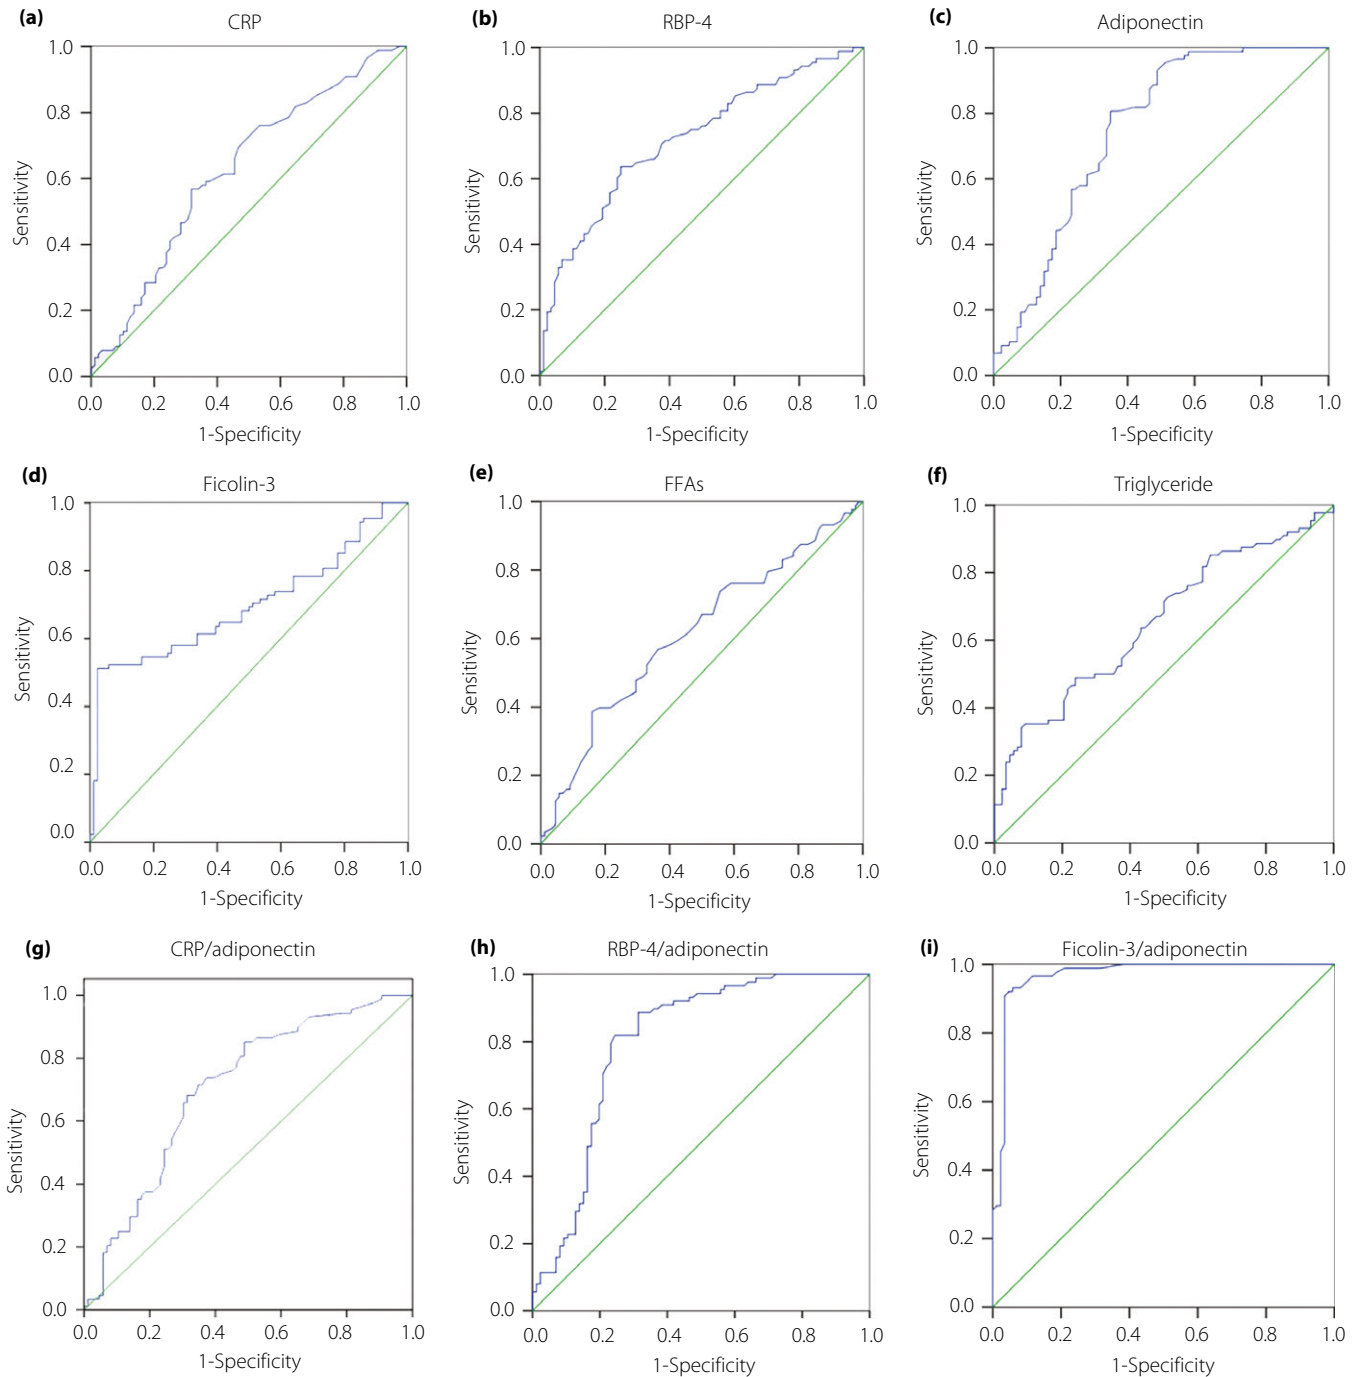 (a) CRP
1.0
0.8
0.6
0.4
0.2
0.0
Sensitivity
0.0 0.2 0.4 0.6 0.8 1.0
1-Specificity
(b) RBP-4
1.0
0.8
0.6
0.4
0.2
0.0
Sensitivity
0.0 0.2 0.4 0.6 0.8 1.0
1-Specificity
(c) Adiponectin
1.0
0.8
0.6
0.4
0.2
0.0
Sensitivity
0.0 0.2 0.4 0.6 0.8 1.0
1-Specificity
(d) Ficolin-3
1.0
0.8
0.6
0.4
0.2
0.0
Sensitivity
0.0 0.2 0.4 0.6 0.8 1.0
1-Specificity
(e) FFAs
1.0
0.8
0.6
0.4
0.2
0.0
Sensitivity
0.0 0.2 0.4 0.6 0.8 1.0
1-Specificity
(f) Triglyceride
1.0
0.8
0.6
0.4
0.2
0.0
Sensitivity
0.0 0.2 0.4 0.6 0.8 1.0
1-Specificity
(g) CRP/adiponectin
1.0
0.8
0.6
0.4
0.2
0.0
Sensitivity
0.0 0.2 0.4 0.6 0.8 1.0
1-Specificity
(h) RBP-4/adiponectin
1.0
0.8
0.6
0.4
0.2
0.0
Sensitivity
0.0 0.2 0.4 0.6 0.8 1.0
1-Specificity
(i) Ficolin-3/adiponectin
1.0
0.8
0.6
0.4
0.2
0.0
Sensitivity
0.0 0.2 0.4 0.6 0.8 1.0
1-Specificity